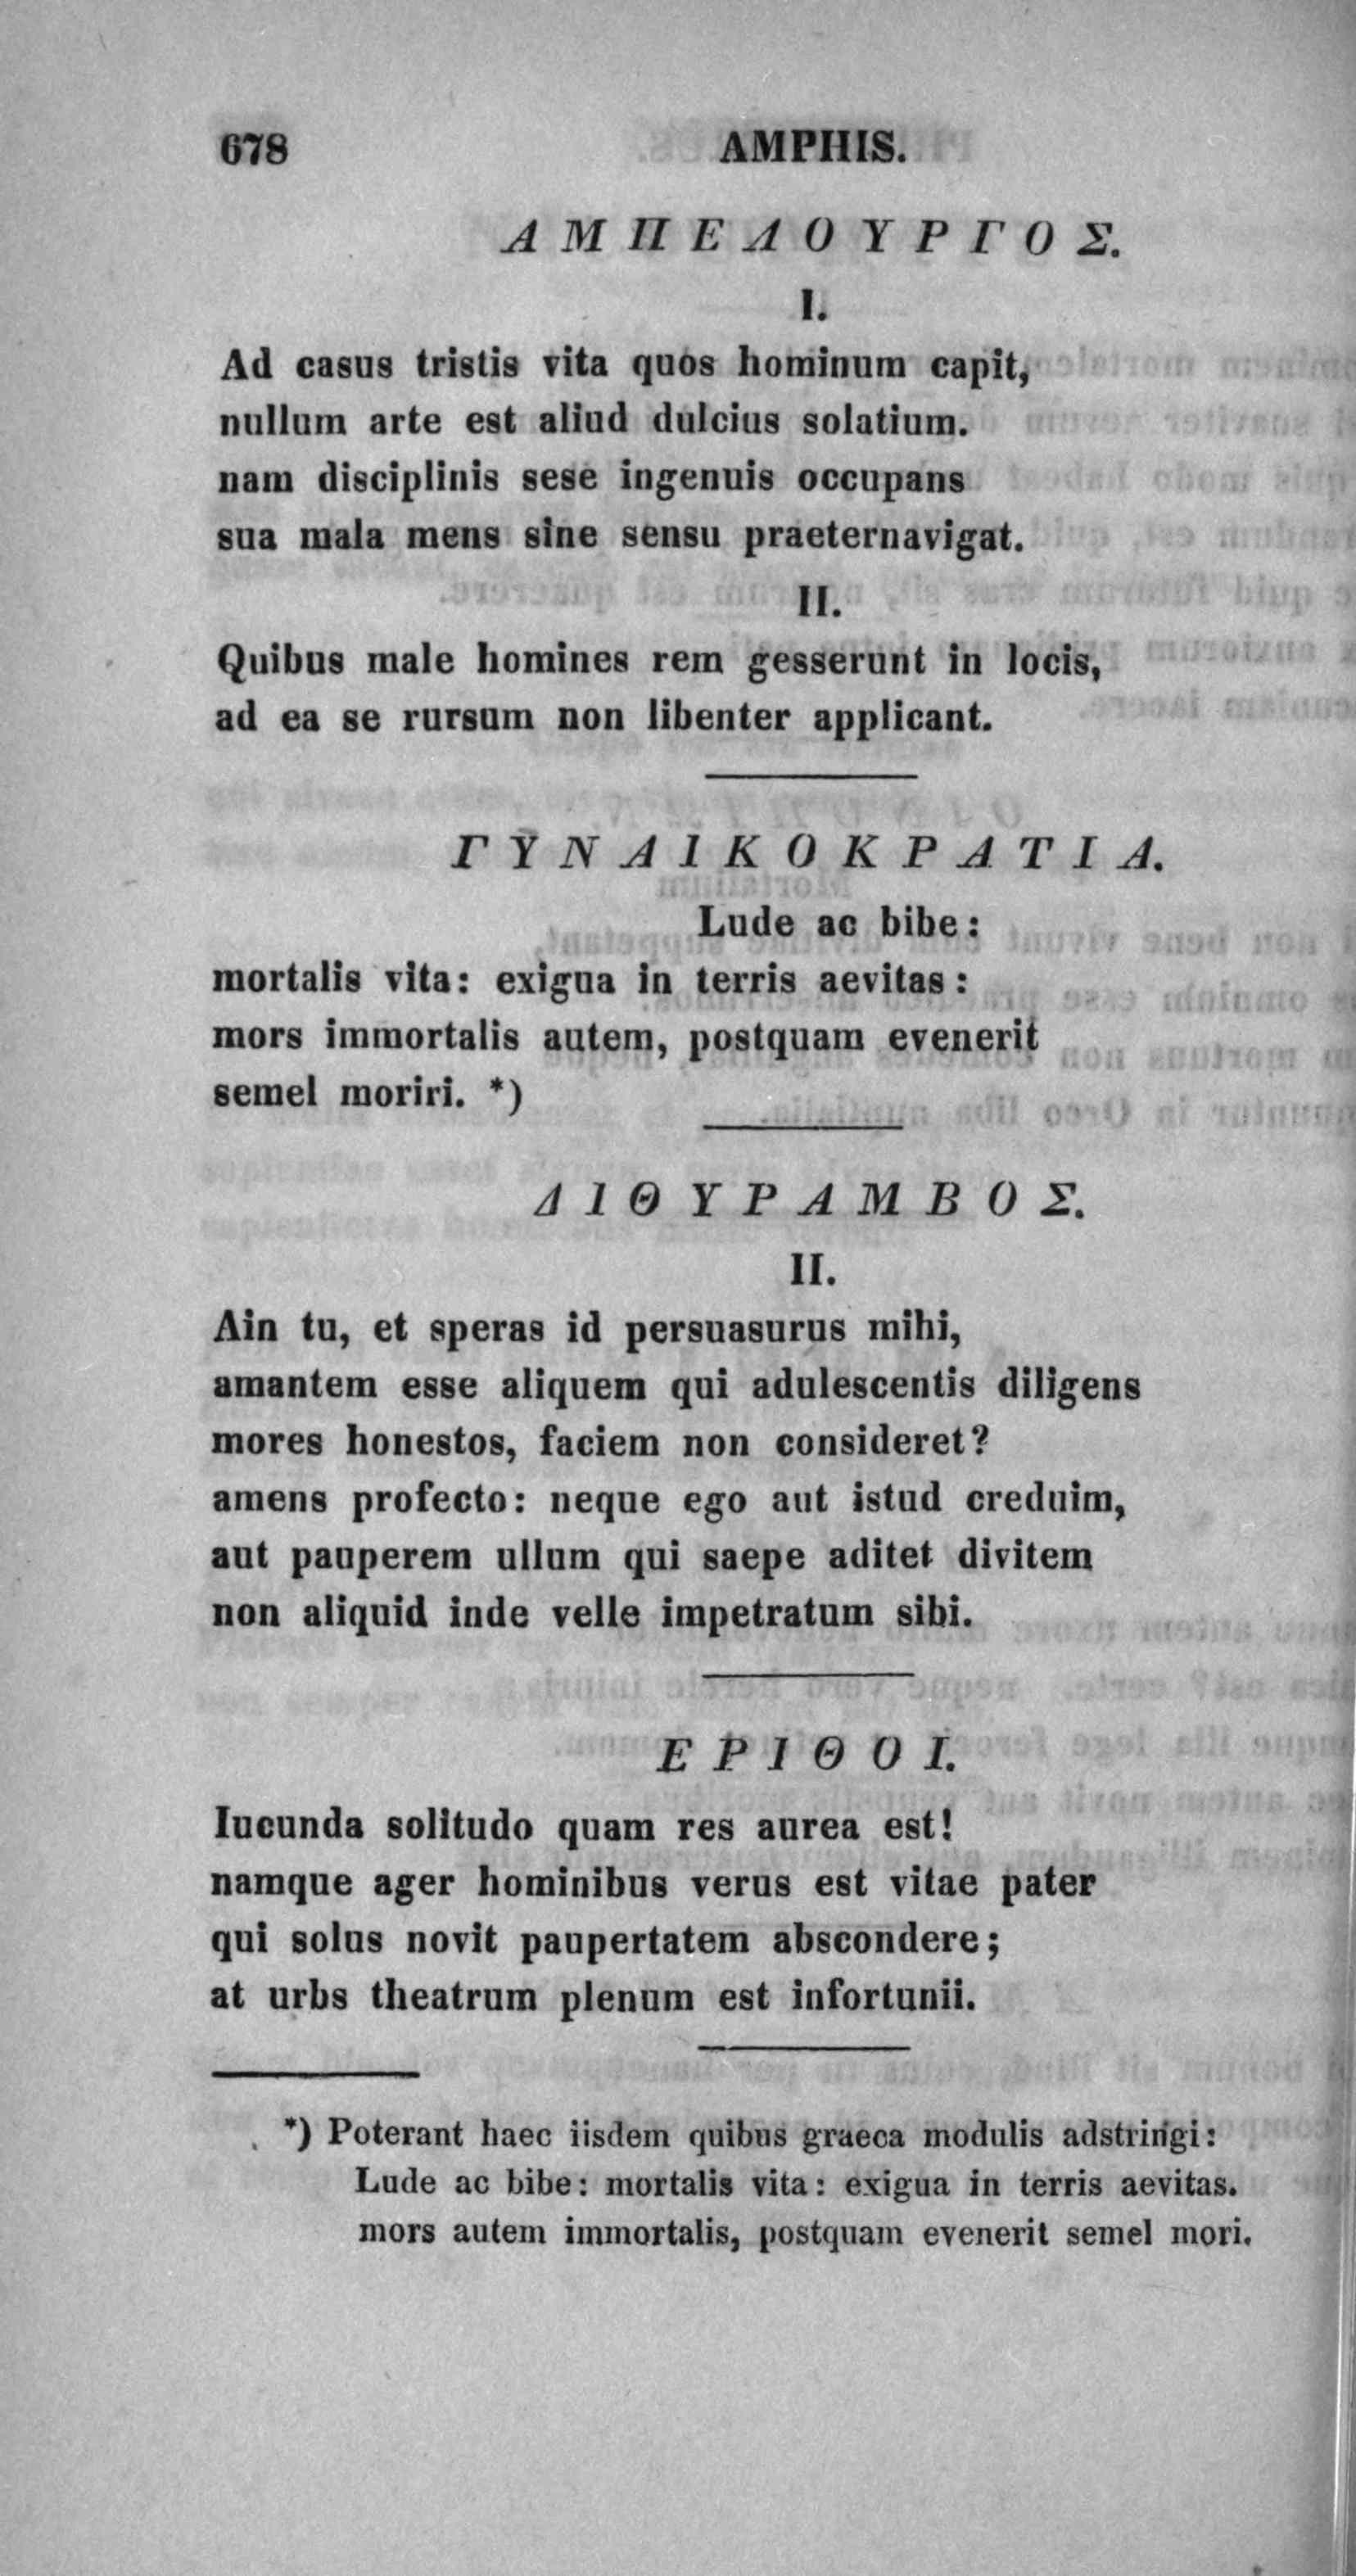 678 AMPHIS.
ΑΜΠΕΛΟΥΡΓΟΣ.
I.
Ad casus tristis vita quos hominum capit,
nullum arte est aliud dulcius solatium.
nam disciplinis sese ingenuis occupans
sua mala mens sine sensu praeternavigat.
II.
Quibus male homines rem gesserunt in locis,
ad ea se rursum non libenter applicant.
ΓΥΝΑΙΚΟΚΡΑΤΙΑ.
Lude ac bibe:
mortalis vita: exigua in terris aevitas:
mors immortalis autem, postquam evenerit
semel moriri. *)
ΔΙΘΥΡΑΜΒΟΣ.
II.
Ain tu, et speras id persuasurus mihi,
amantem esse aliquem qui adulescentis diligens
mores honestos, faciem non consideret?
amens profecto: neque ego aut istud creduim,
aut pauperem ullum qui saepe aditet divitem
non aliquid inde velle impetratum sibi.
ΕΡΙΘΟΙ.
Iucunda solitudo quam res aurea est!
namque ager hominibus verus est vitae pater
qui solus novit paupertatem abscondere;
at urbs theatrum plenum est infortunii.
*) Poterant haec iisdem quibus graeca modulis adstringi:
Lude ac bibe: mortalis vita: exigua in terris aevitas.
mors autem immortalis, postquam evenerit semel mori.